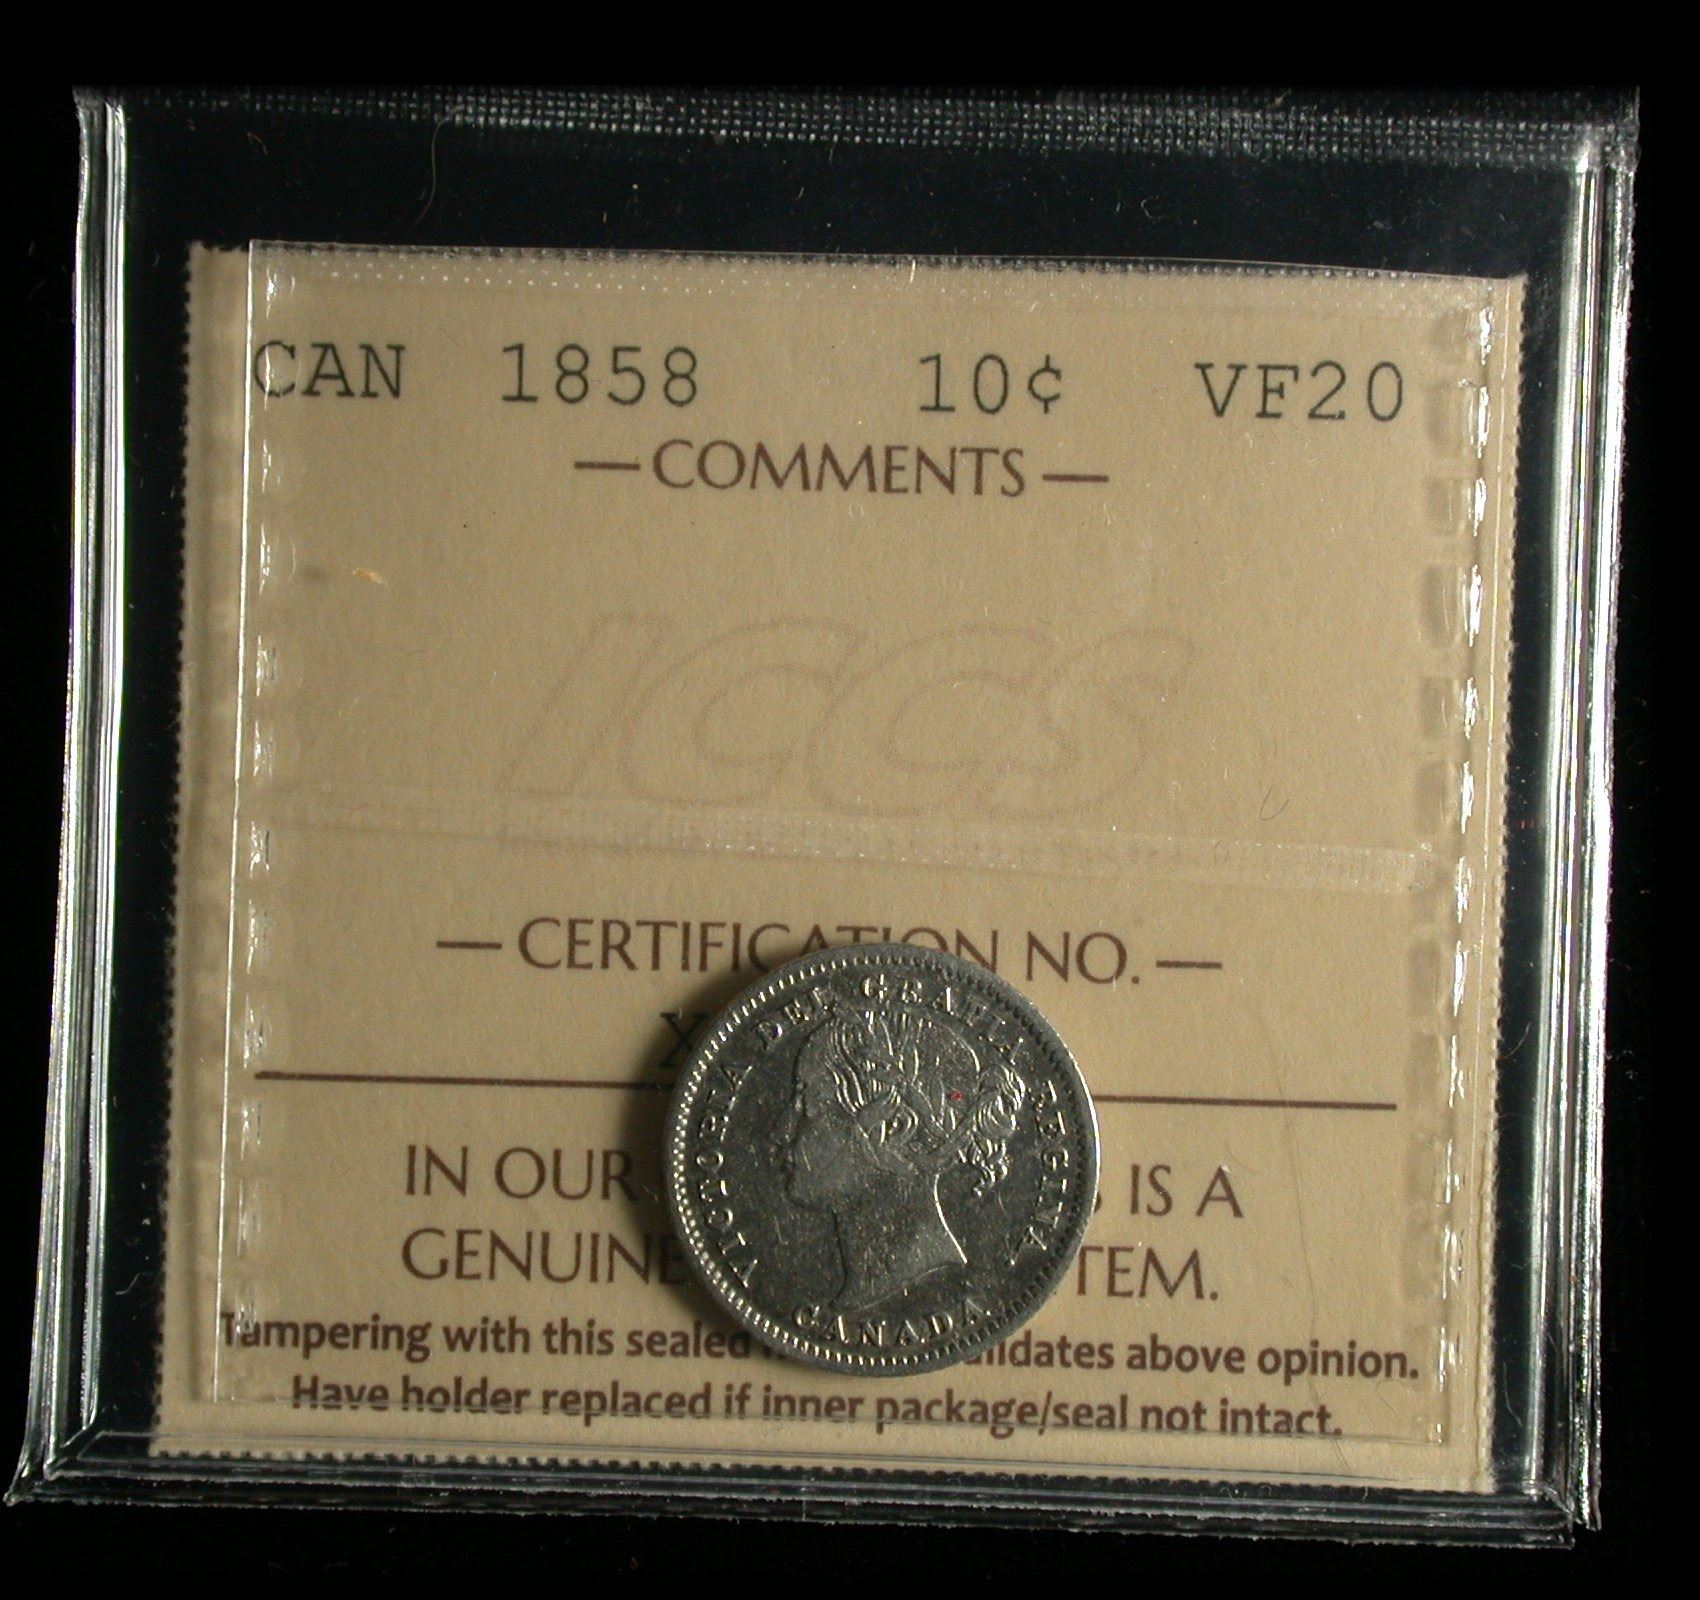 CAN 1858 10¢ VF20
— COMMENTS —
ICCS
— CERTIFICATION NO. —
X
IN OUR IS A
GENUINE TEM.
Tampering with this sealed alidates above opinion.
Have holder replaced if inner package/seal not intact.
VICTORIA DEI GRATIA REGINA
CANADA